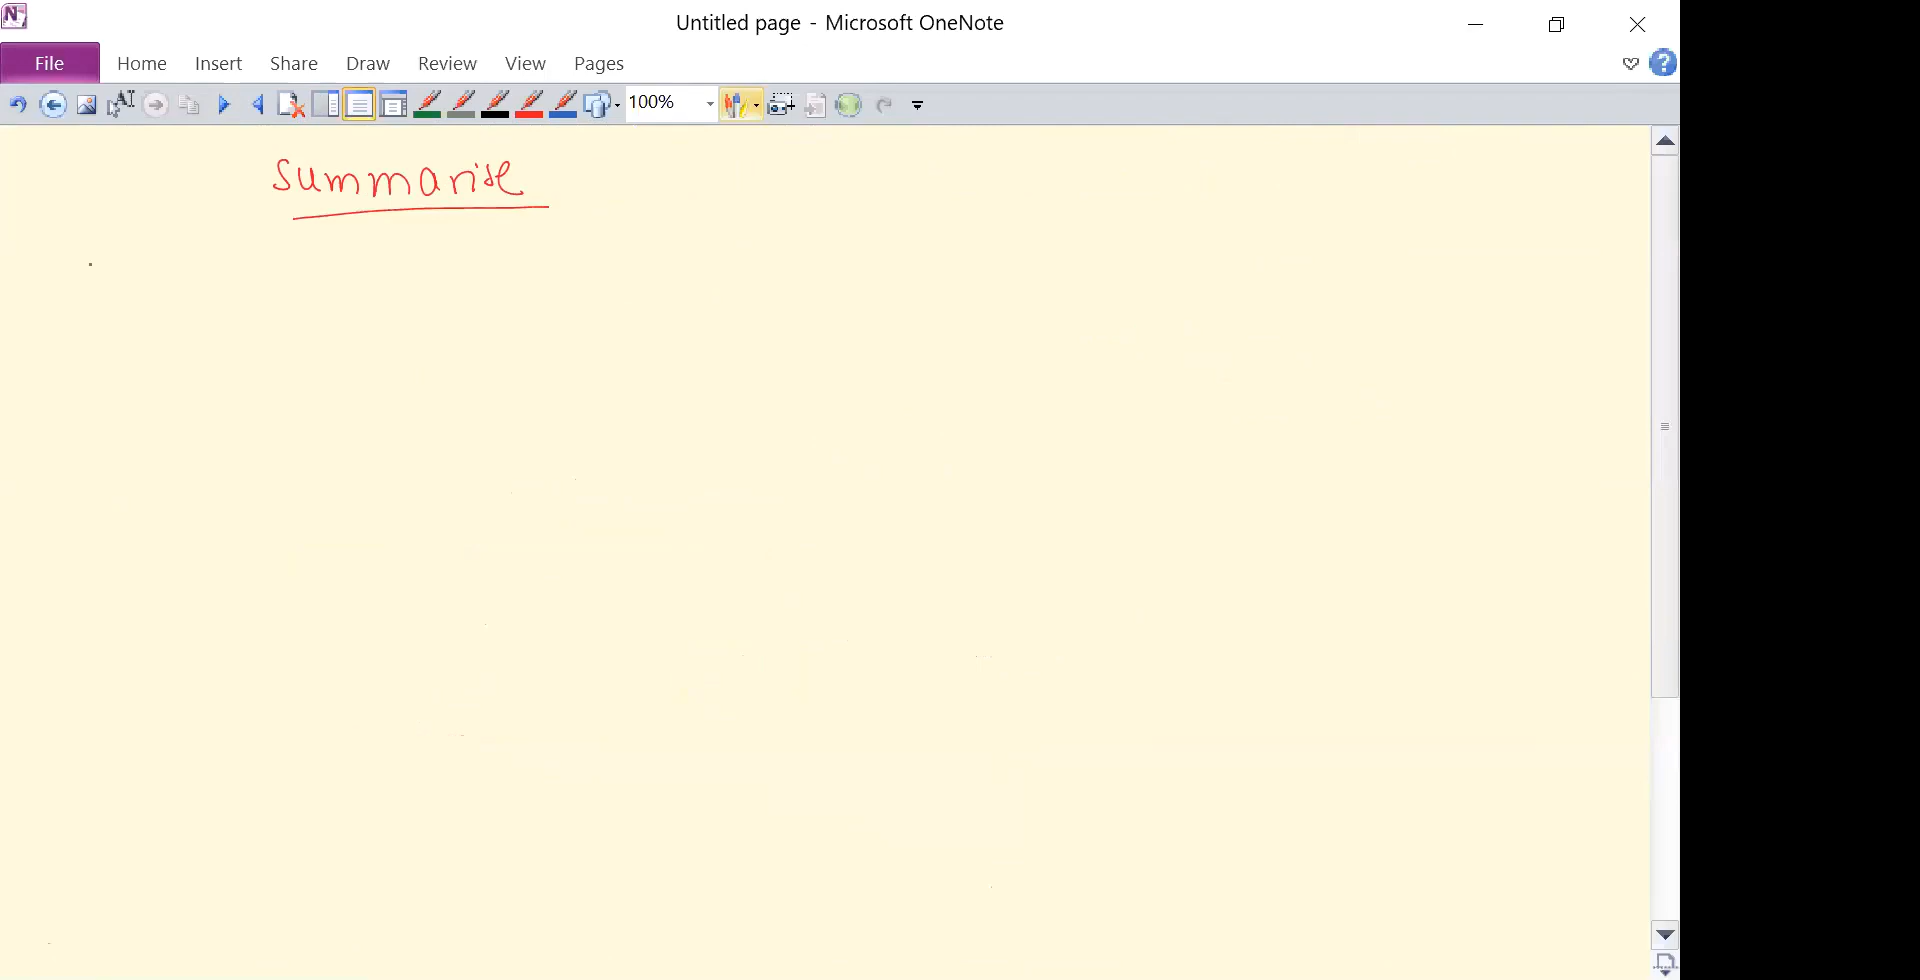 Untitled page - Microsoft OneNote
File Home Insert Share Draw Review View Pages
100%
Summarise